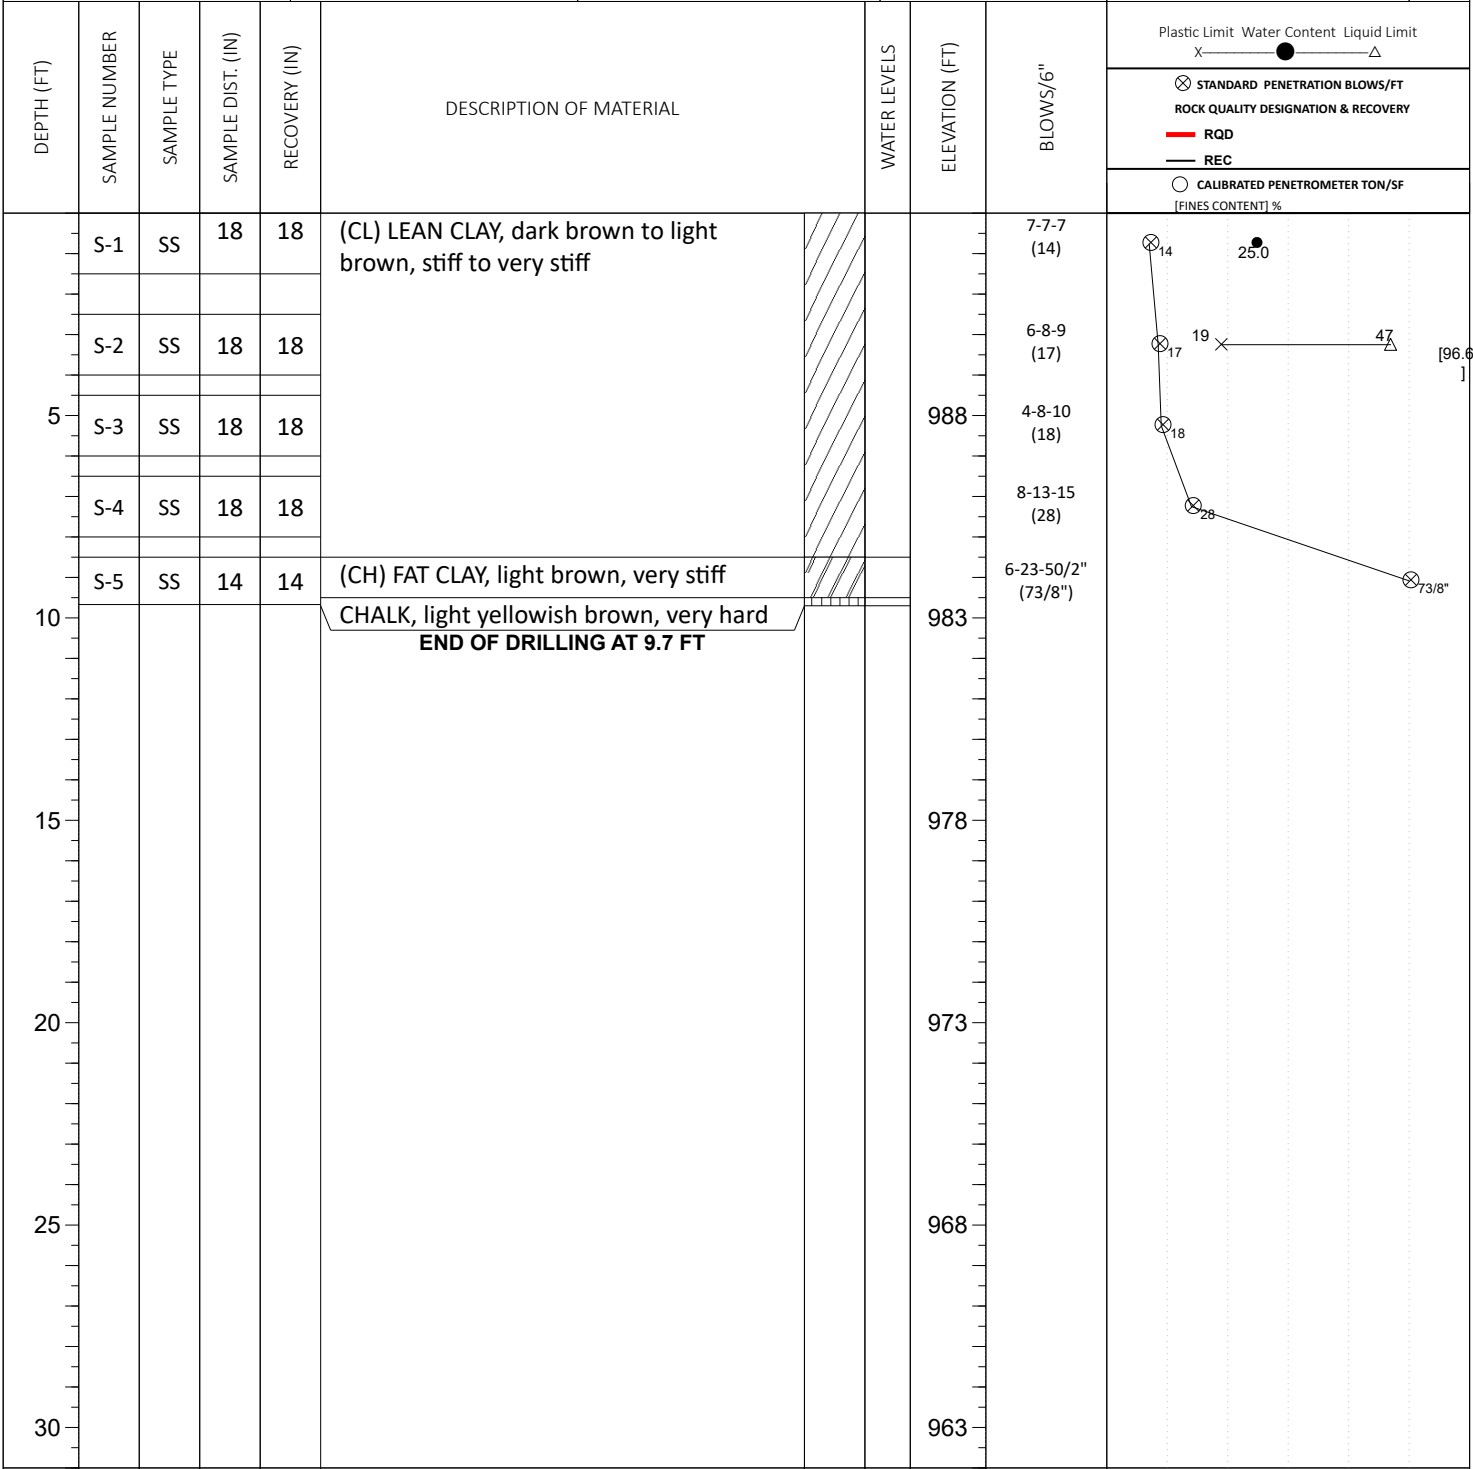 DEPTH (FT)
SAMPLE NUMBER
SAMPLE TYPE
SAMPLE DIST. (IN)
RECOVERY (IN)
DESCRIPTION OF MATERIAL
WATER LEVELS
ELEVATION (FT)
BLOWS/6"
Plastic Limit Water Content Liquid Limit
X
STANDARD PENETRATION BLOWS/FT
ROCK QUALITY DESIGNATION & RECOVERY
RQD
REC
CALIBRATED PENETROMETER TON/SF
[FINES CONTENT] %
S-1 SS 18 18
(CL) LEAN CLAY, dark brown to light
brown, stiff to very stiff
7-7-7
(14)
14
25.0
S-2 SS 18 18
6-8-9
(17)
17
19
47
[96.6
]
5
S-3 SS 18 18
988
4-8-10
(18)
18
S-4 SS 18 18
8-13-15
(28)
28
S-5 SS 14 14
(CH) FAT CLAY, light brown, very stiff
6-23-50/2"
(73/8")
73/8"
10
CHALK, light yellowish brown, very hard
983
END OF DRILLING AT 9.7 FT
15
978
20
973
25
968
30
963